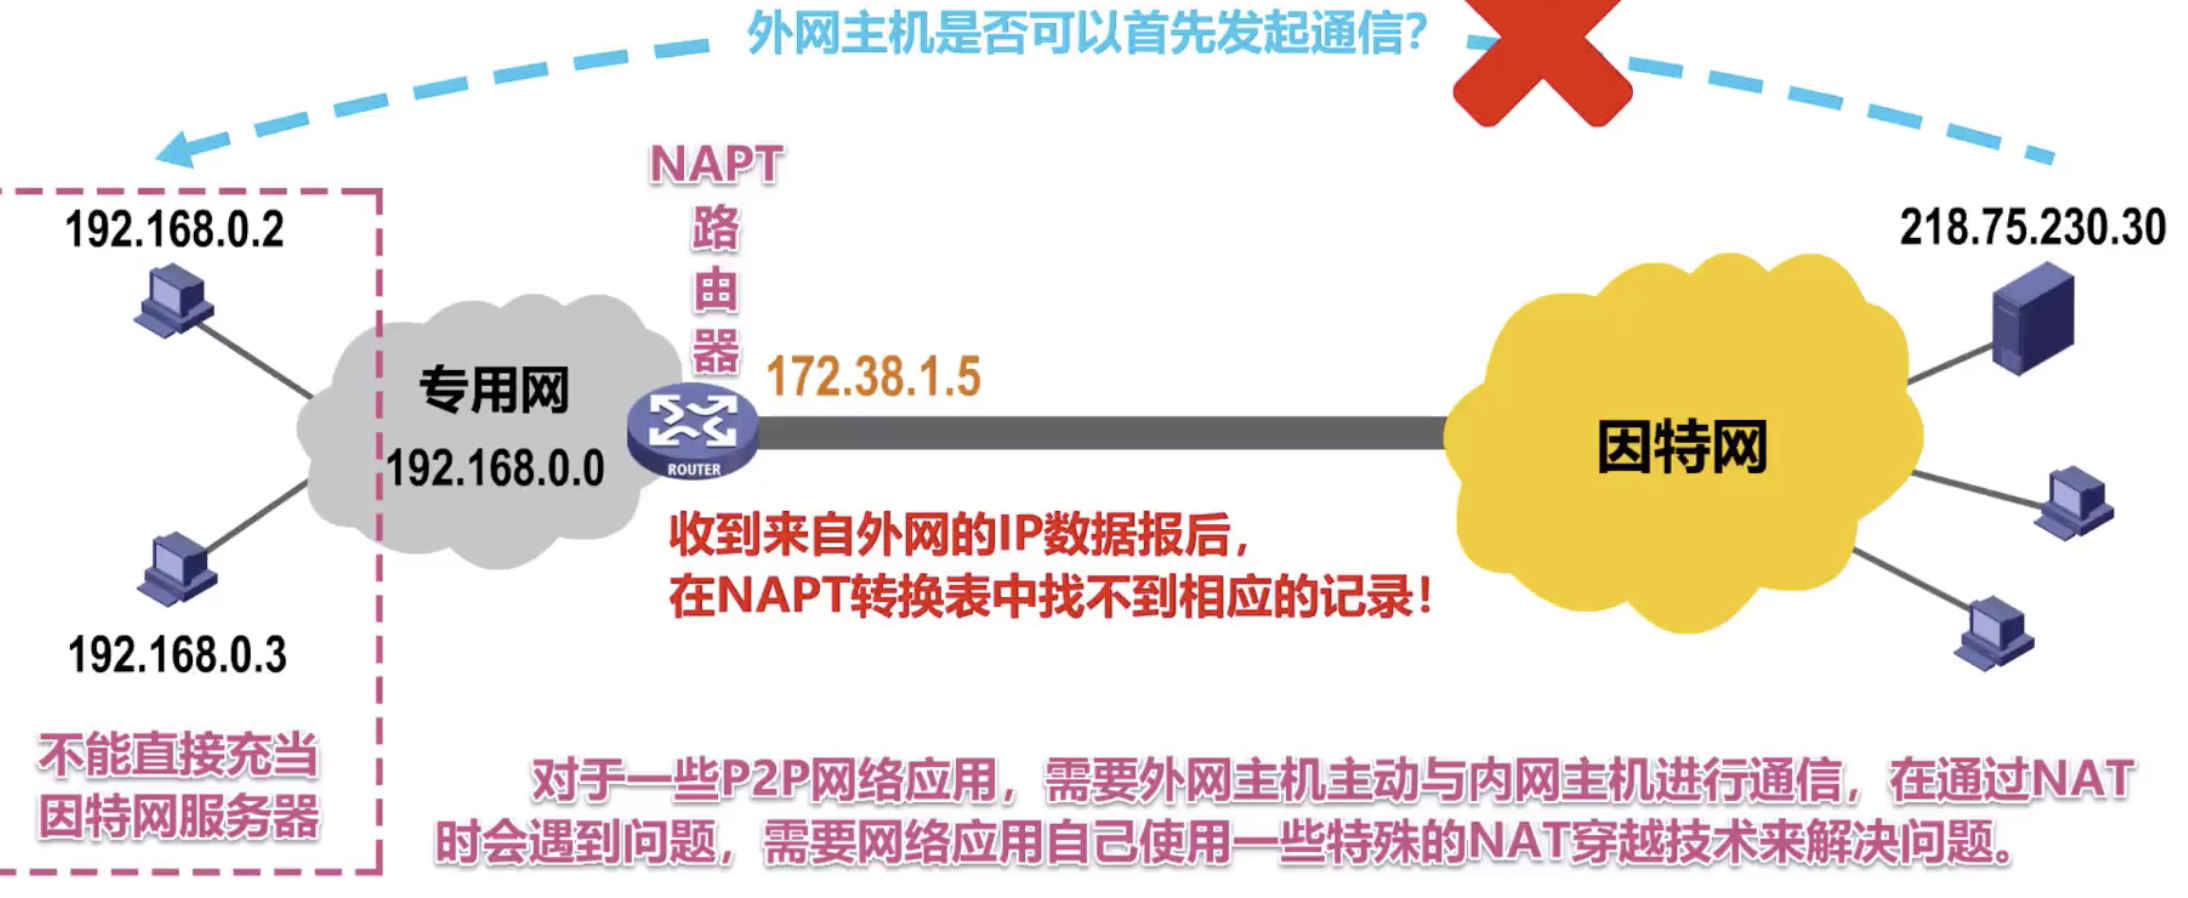 外网主机是否可以首先发起通信?
NAPT
路
由
器
192.168.0.2
218.75.230.30
172.38.1.5
专用网
192.168.0.0
ROUTER
因特网
收到来自外网的IP数据报后,
在NAPT转换表中找不到相应的记录!
192.168.0.3
不能直接充当
因特网服务器
对于一些P2P网络应用,需要外网主机主动与内网主机进行通信,在通过NAT
时会遇到问题,需要网络应用自己使用一些特殊的NAT穿越技术来解决问题。